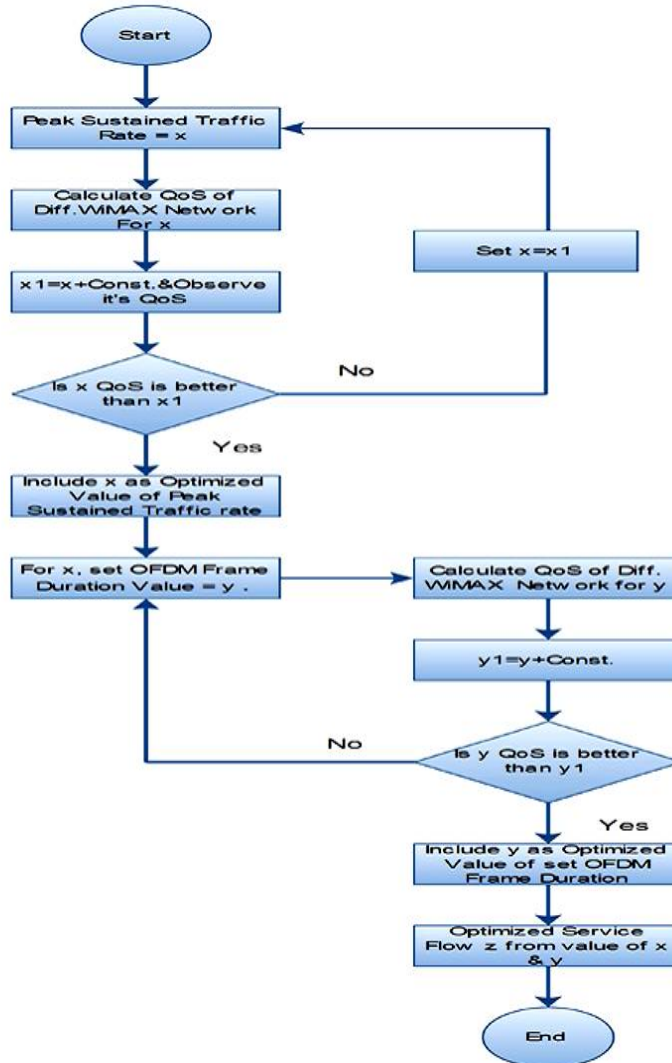 Start
Peak Sustained Traffic
Rate = x
Calculate QoS of
Diff.WiMAX Network
For x
Set x=x1
x1=x+Const.&Observe
it's QoS
No
Is x QoS is better
than x1
Yes
Include x as Optimized
Value of Peak
Sustained Traffic rate
For x, set OFDM Frame
Duration Value = y .
Calculate QoS of Diff.
WiMAX Network for y
y1=y+Const.
No
Is y QoS is better
than y1
Yes
Include y as Optimized
Value of set OFDM
Frame Duration
Optimized Service
Flow z from value of x
& y
End